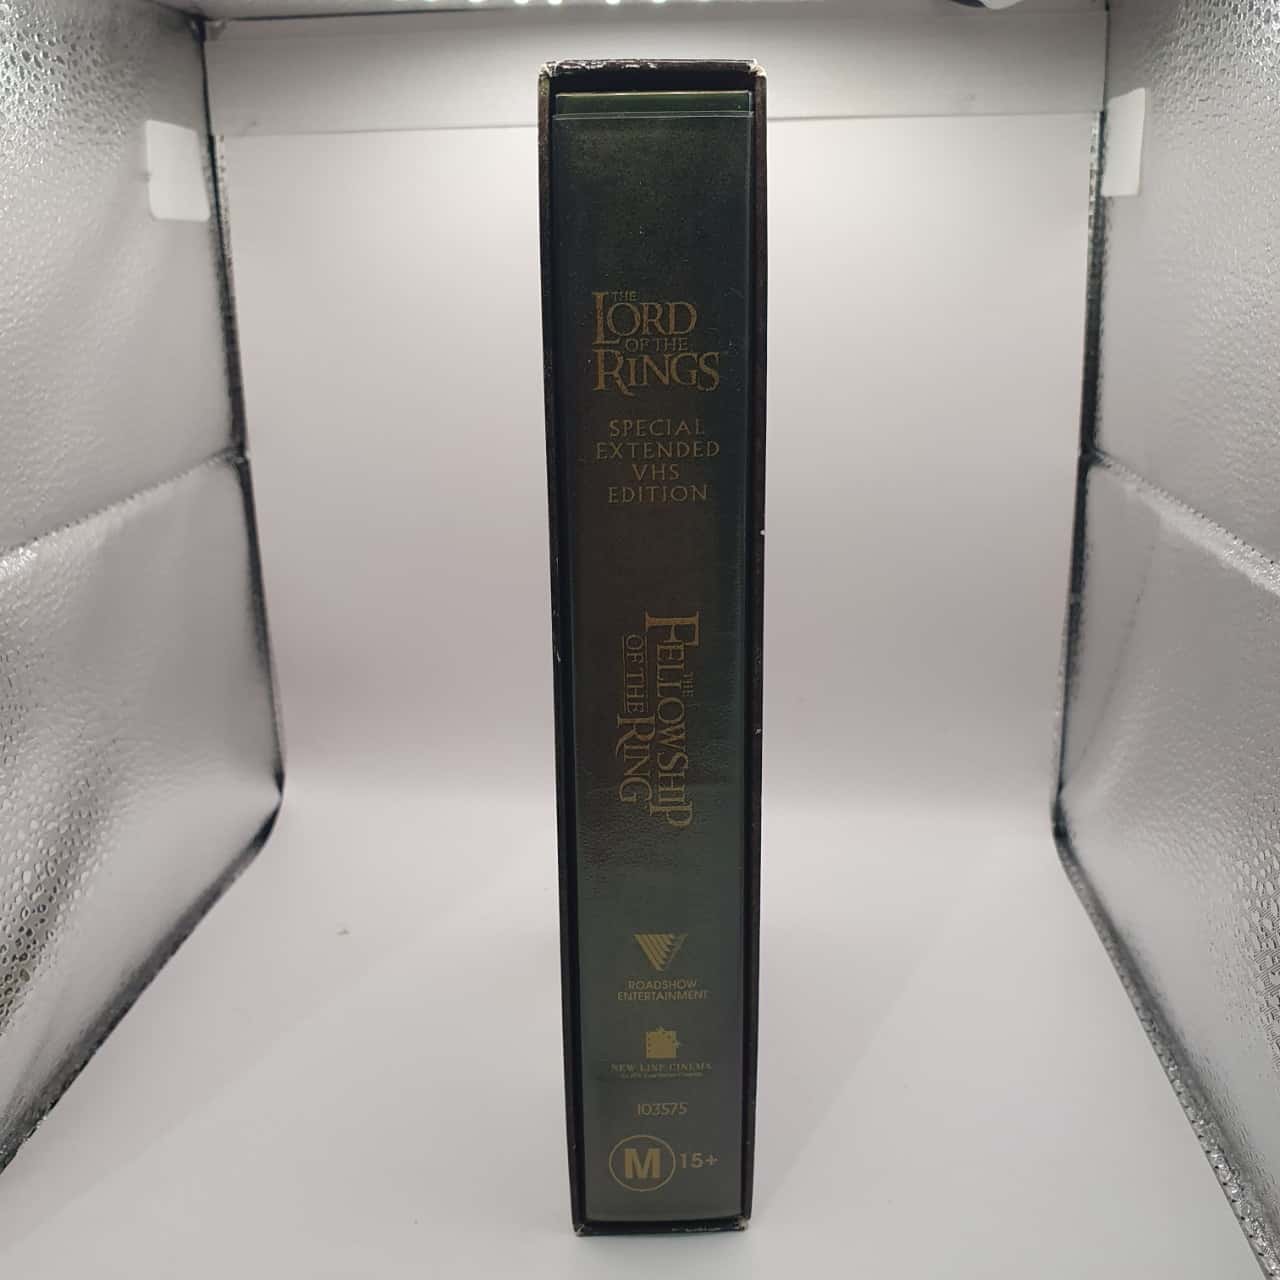 THE
LORD
OF THE
RINGS
SPECIAL
EXTENDED
VHS
EDITION
THE
FELLOWSHIP
OF THE RING
ROADSHOW
ENTERTAINMENT
NEW LINE CINEMA
103575
M 15+